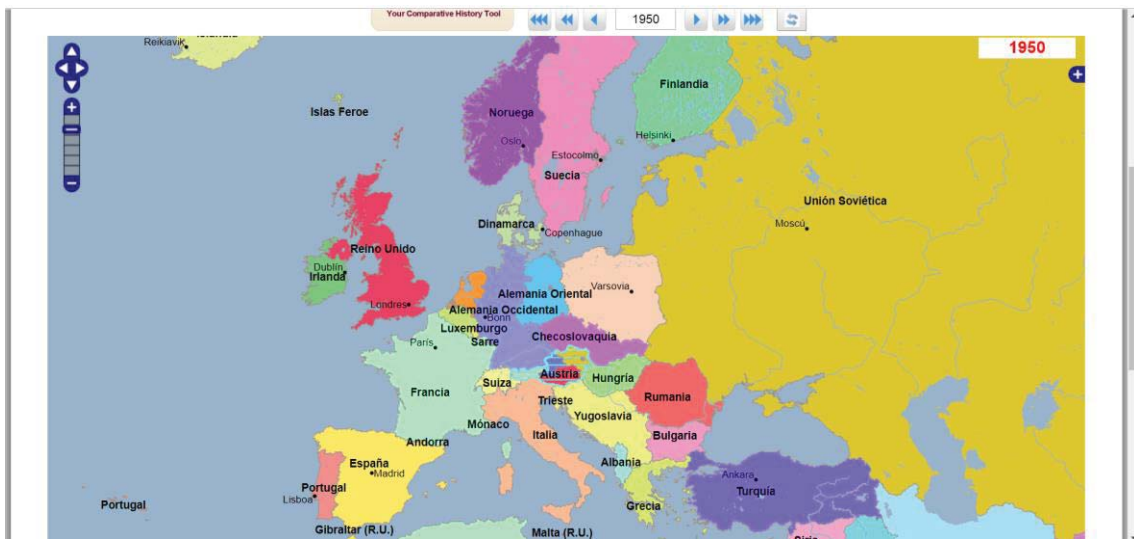 Your Comparative History Tool
1950
1950
Reikiavik
Islas Feroe
Noruega
Oslo
Finlandia
Helsinki
Estocolmo
Suecia
Unión Soviética
Moscú
Dinamarca
Copenhague
Reino Unido
Dublín
Irlanda
Londres
Alemania Oriental
Varsovia
Alemania Occidental
Bonn
Luxemburgo
Sarre
Checoslovaquia
París
Suiza
Austria
Hungría
Francia
Trieste
Rumania
Yugoslavia
Mónaco
Italia
Bulgaria
Andorra
España
Madrid
Albania
Ankara
Turquía
Portugal
Lisboa
Portugal
Grecia
Gibraltar (R.U.)
Malta (R.U.)